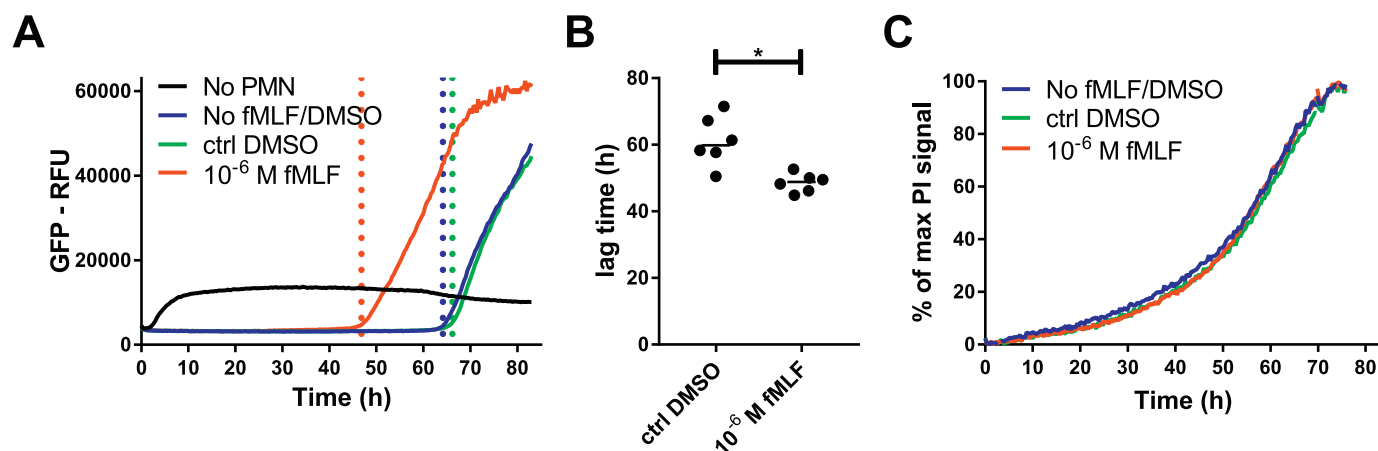 A
GFP - RFU
60000
40000
20000
0
No PMN
No fMLF/DMSO
ctrl DMSO
10⁻⁶ M fMLF
0 10 20 30 40 50 60 70 80
Time (h)
B
*
lag time (h)
80
60
40
20
0
ctrl DMSO
10⁻⁶ M fMLF
C
% of max PI signal
100
80
60
40
20
0
No fMLF/DMSO
ctrl DMSO
10⁻⁶ M fMLF
0 10 20 30 40 50 60 70 80
Time (h)